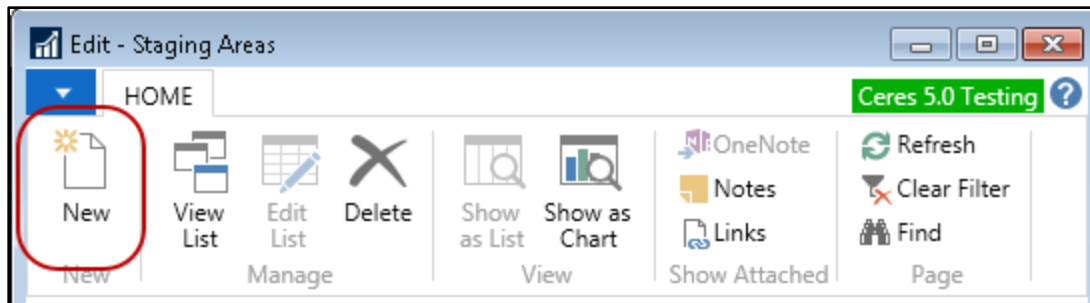 Edit - Staging Areas
HOME
Ceres 5.0 Testing
New
View
List
Edit
List
Delete
Show
as List
Show as
Chart
OneNote
Notes
Links
Refresh
Clear Filter
Find
New
Manage
View
Show Attached
Page